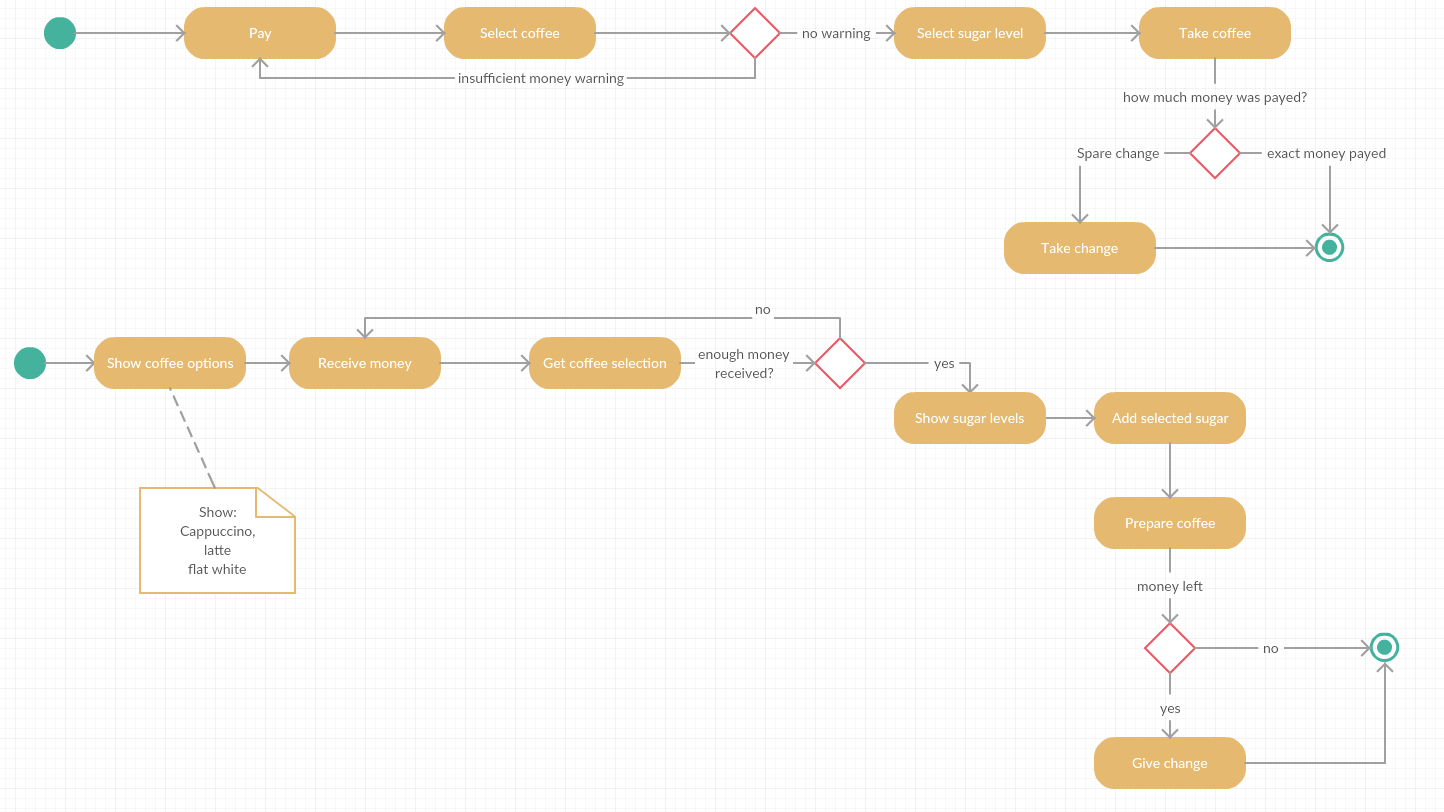 Pay
Select coffee
no warning
Select sugar level
Take coffee
insufficient money warning
how much money was payed?
Spare change
exact money payed
Take change
no
Show coffee options
Receive money
Get coffee selection
enough money
received?
yes
Show sugar levels
Add selected sugar
Show:
Cappuccino,
latte
flat white
Prepare coffee
money left
no
yes
Give change